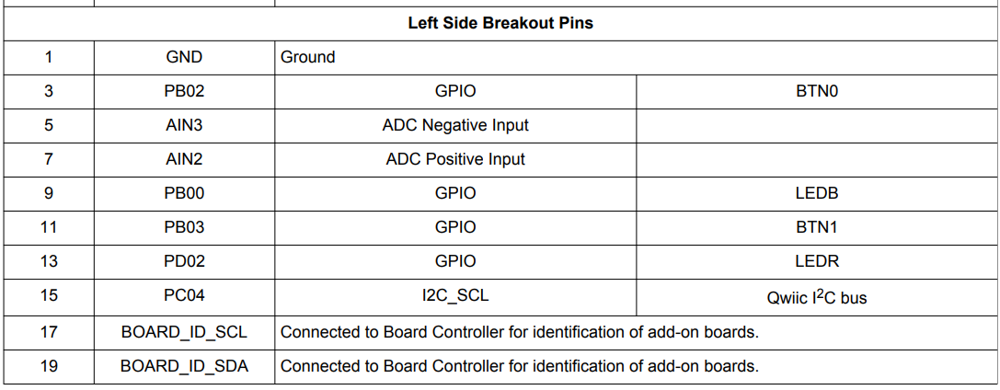 Left Side Breakout Pins
1 GND Ground
3 PB02 GPIO BTN0
5 AIN3 ADC Negative Input
7 AIN2 ADC Positive Input
9 PB00 GPIO LEDB
11 PB03 GPIO BTN1
13 PD02 GPIO LEDR
15 PC04 I2C_SCL Qwiic I²C bus
17 BOARD_ID_SCL Connected to Board Controller for identification of add-on boards.
19 BOARD_ID_SDA Connected to Board Controller for identification of add-on boards.